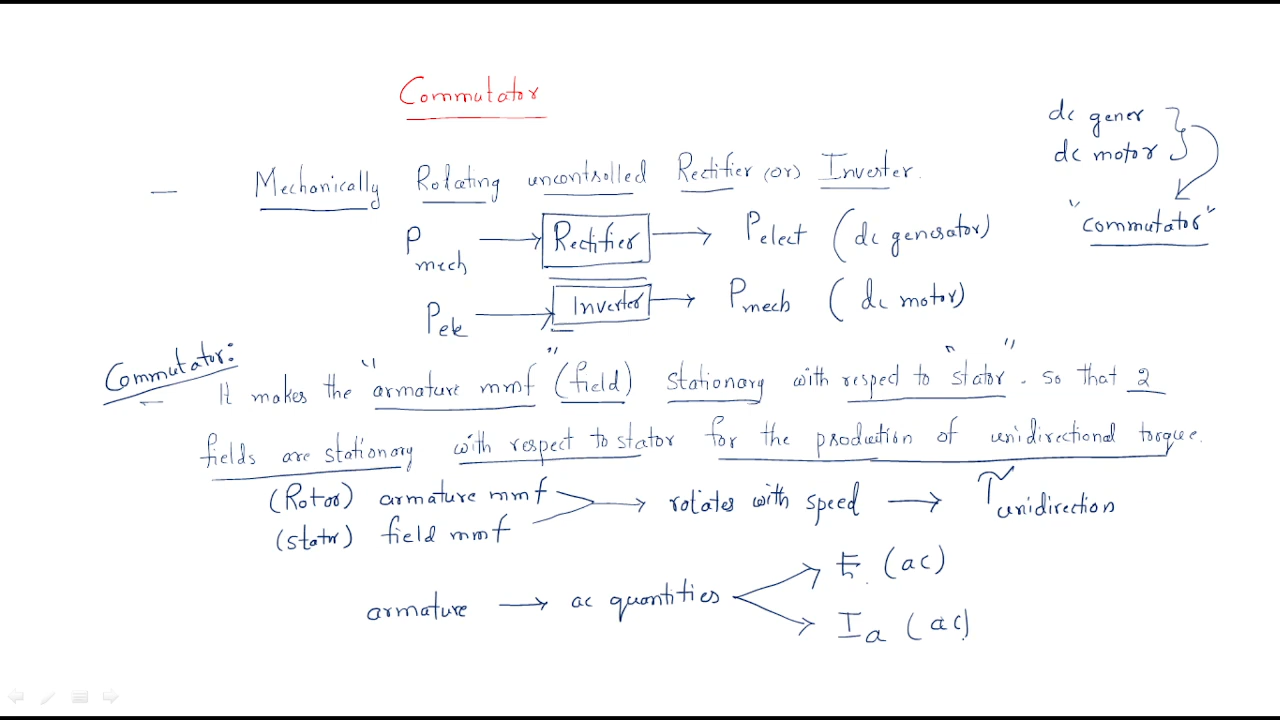 Commutator
dc gener
dc motor
"commutator"
— Mechanically Rotating uncontrolled Rectifier (or) Inverter.
P mech → Rectifier → P elect (dc generator)
P ele → Inverter → P mech ( dc motor)
Commutator:
It makes the "armature mmf" (field) stationary with respect to "stator". so that 2
fields are stationary with respect to stator for the production of unidirectional torque.
(Rotor) armature mmf
(stator) field mmf
→ rotates with speed → T unidirection
armature → ac quantities
(ac)
Ia (ac)